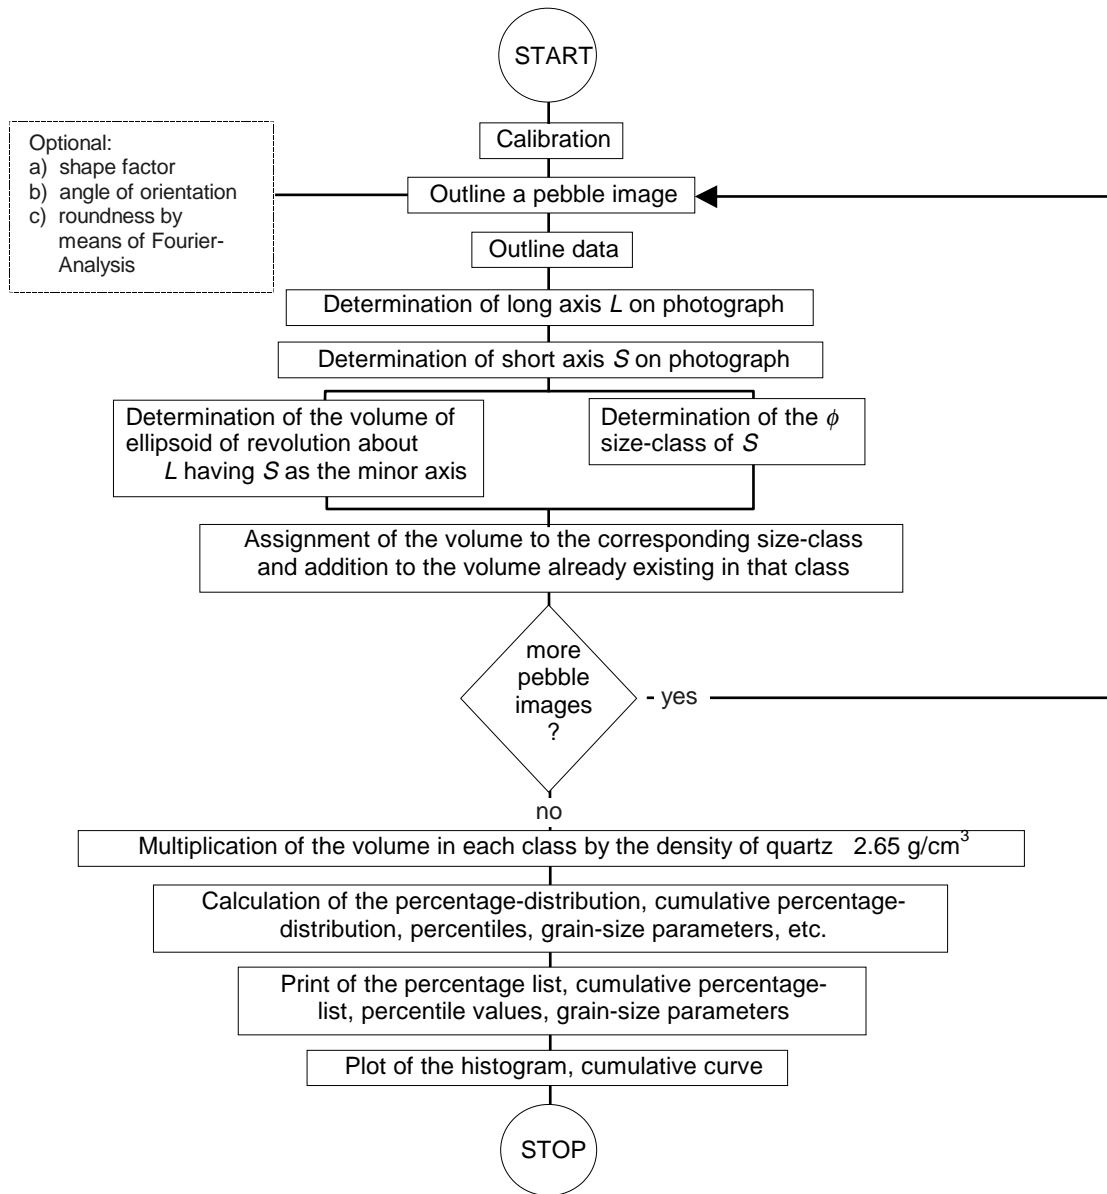 START
Calibration
Optional:
a) shape factor
b) angle of orientation
c) roundness by
means of Fourier-
Analysis
Outline a pebble image
Outline data
Determination of long axis L on photograph
Determination of short axis S on photograph
Determination of the volume of
ellipsoid of revolution about
L having S as the minor axis
Determination of the ϕ
size-class of S
Assignment of the volume to the corresponding size-class
and addition to the volume already existing in that class
more
pebble
images
?
yes
no
Multiplication of the volume in each class by the density of quartz 2.65 g/cm³
Calculation of the percentage-distribution, cumulative percentage-
distribution, percentiles, grain-size parameters, etc.
Print of the percentage list, cumulative percentage-
list, percentile values, grain-size parameters
Plot of the histogram, cumulative curve
STOP